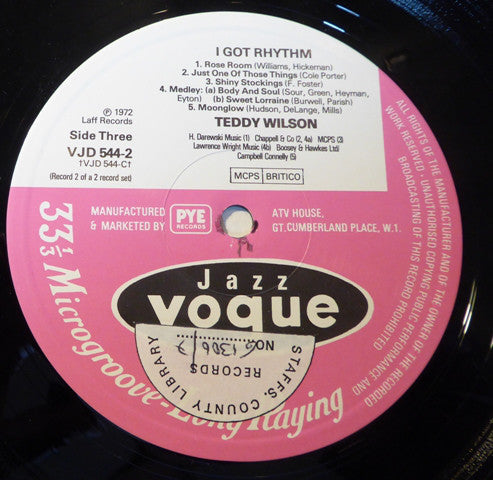 I GOT RHYTHM
1. Rose Room (Williams, Hickeman)
2. Just One Of Those Things (Cole Porter)
3. Shiny Stockings (F. Foster)
4. Medley: (a) Body And Soul (Sour, Green, Heyman,
Eyton) (b) Sweet Lorraine (Burwell, Parish)
5. Moonglow (Hudson, DeLange, Mills)
TEDDY WILSON
℗ 1972
Laff Records
Side Three
VJD 544-2
†VJD 544-C†
(Record 2 of a 2 record set)
H. Darewski Music (1) Chappell & Co (2, 4a) MCPS (3)
Lawrence Wright Music (4b) Boosey & Hawkes Ltd)
Campbell Connelly (5)
MCPS BRITICO
MANUFACTURED
& MARKETED BY
PYE
RECORDS
ATV HOUSE,
GT. CUMBERLAND PLACE, W.1.
Jazz
vogue
33⅓ Microgroove-Long Playing
ALL RIGHTS OF THE MANUFACTURER AND OF THE OWNER OF THE RECORDED
WORK RESERVED - UNAUTHORISED COPYING PUBLIC PERFORMANCE AND
BROADCASTING OF THIS RECORD PROHIBITED
STAFFS. COUNTY LIBRARY
RECORDS
NO.